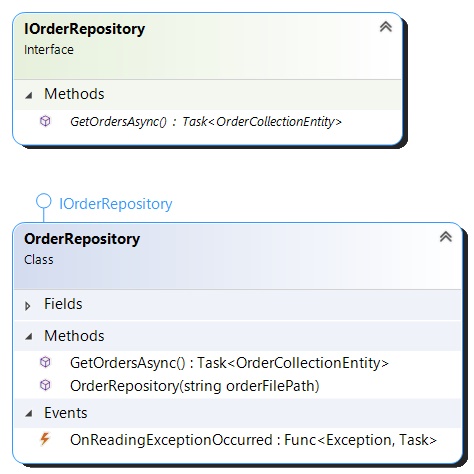 IOrderRepository
Interface
Methods
GetOrdersAsync() : Task<OrderCollectionEntity>
IOrderRepository
OrderRepository
Class
Fields
Methods
GetOrdersAsync() : Task<OrderCollectionEntity>
OrderRepository(string orderFilePath)
Events
OnReadingExceptionOccurred : Func<Exception, Task>